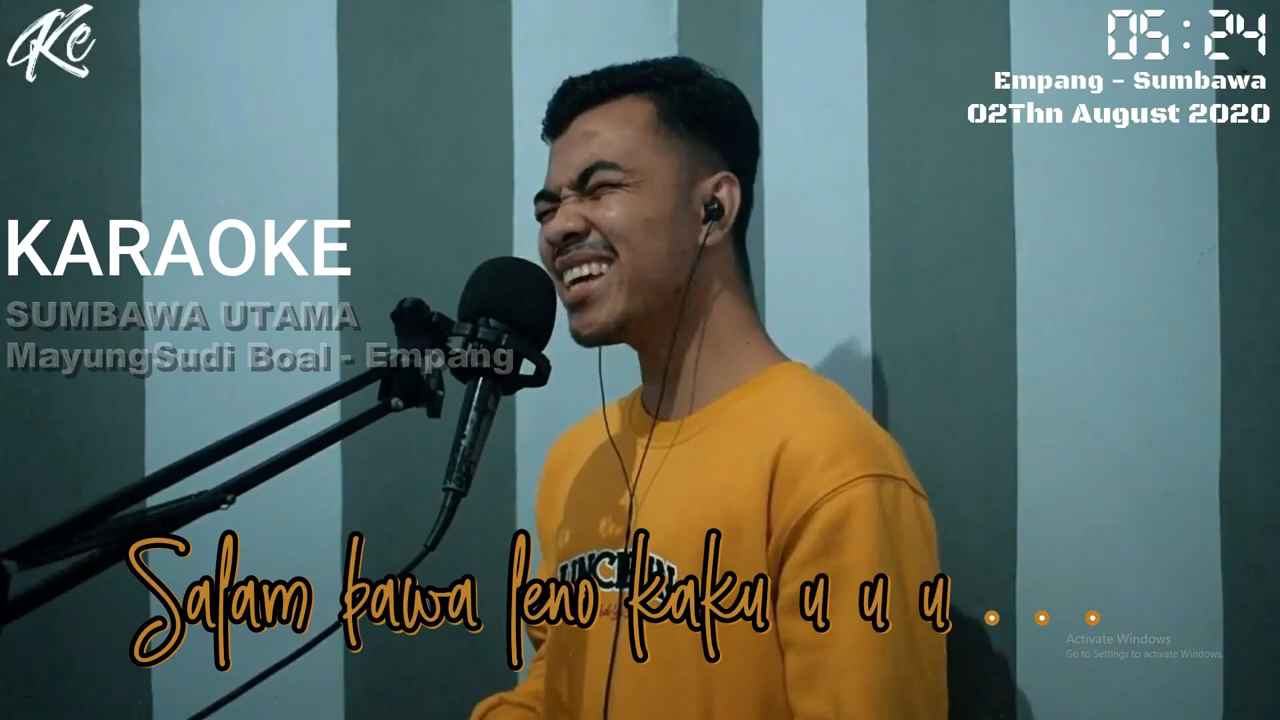 Ke
05:24
Empang - Sumbawa
02Thn August 2020
KARAOKE
SUMBAWA UTAMA
MayungSudi Boal - Empang
Salam bawa leno kaku u u u . . .
Activate Windows
Go to Settings to activate Windows.